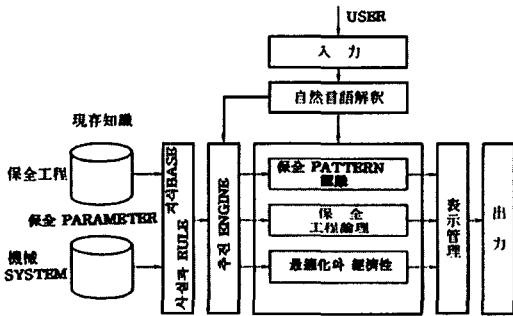 USER
入力
自然言語解釈
現存知識
保全工程
保全 PARAMETER
機械
SYSTEM
지식BASE
사실과 RULE
추진 ENGINE
保全 PATTERN
保全
工程論理
最適化와 經濟性
表示管理
出力